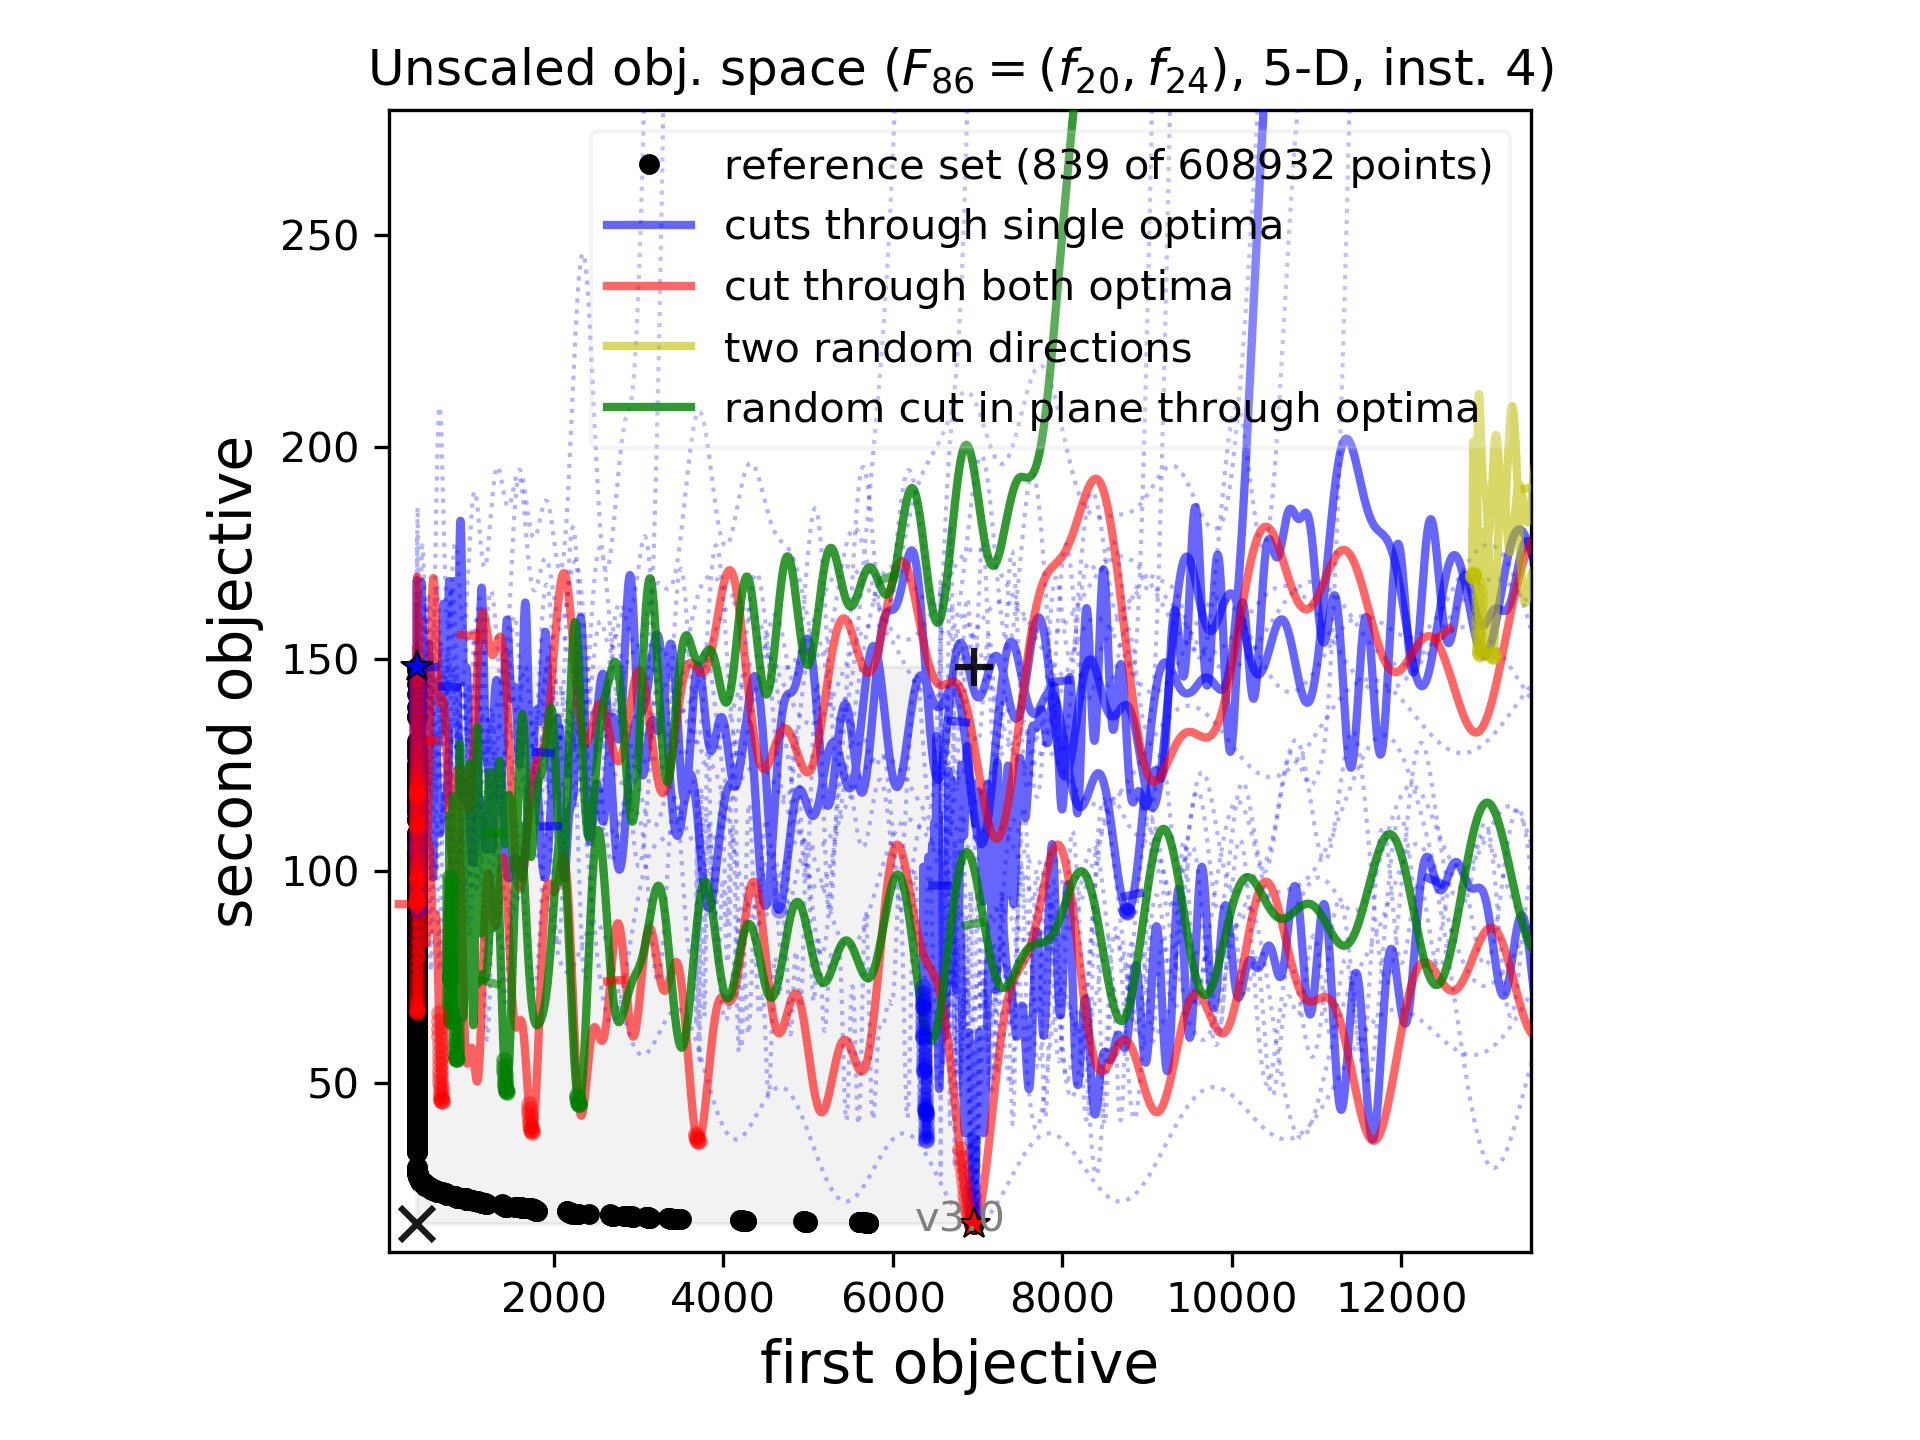 Unscaled obj. space (F86 = (f20, f24), 5-D, inst. 4)
reference set (839 of 608932 points)
cuts through single optima
cut through both optima
two random directions
random cut in plane through optima
second objective
250
200
150
100
50
v3.0
2000 4000 6000 8000 10000 12000
first objective